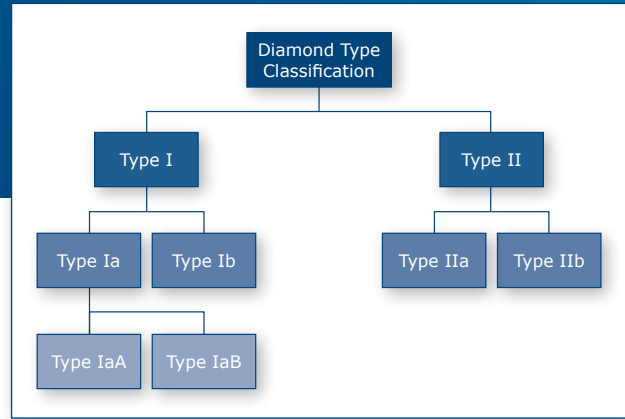 Diamond Type
Classification
Type I
Type II
Type Ia
Type Ib
Type IIa
Type IIb
Type IaA
Type IaB